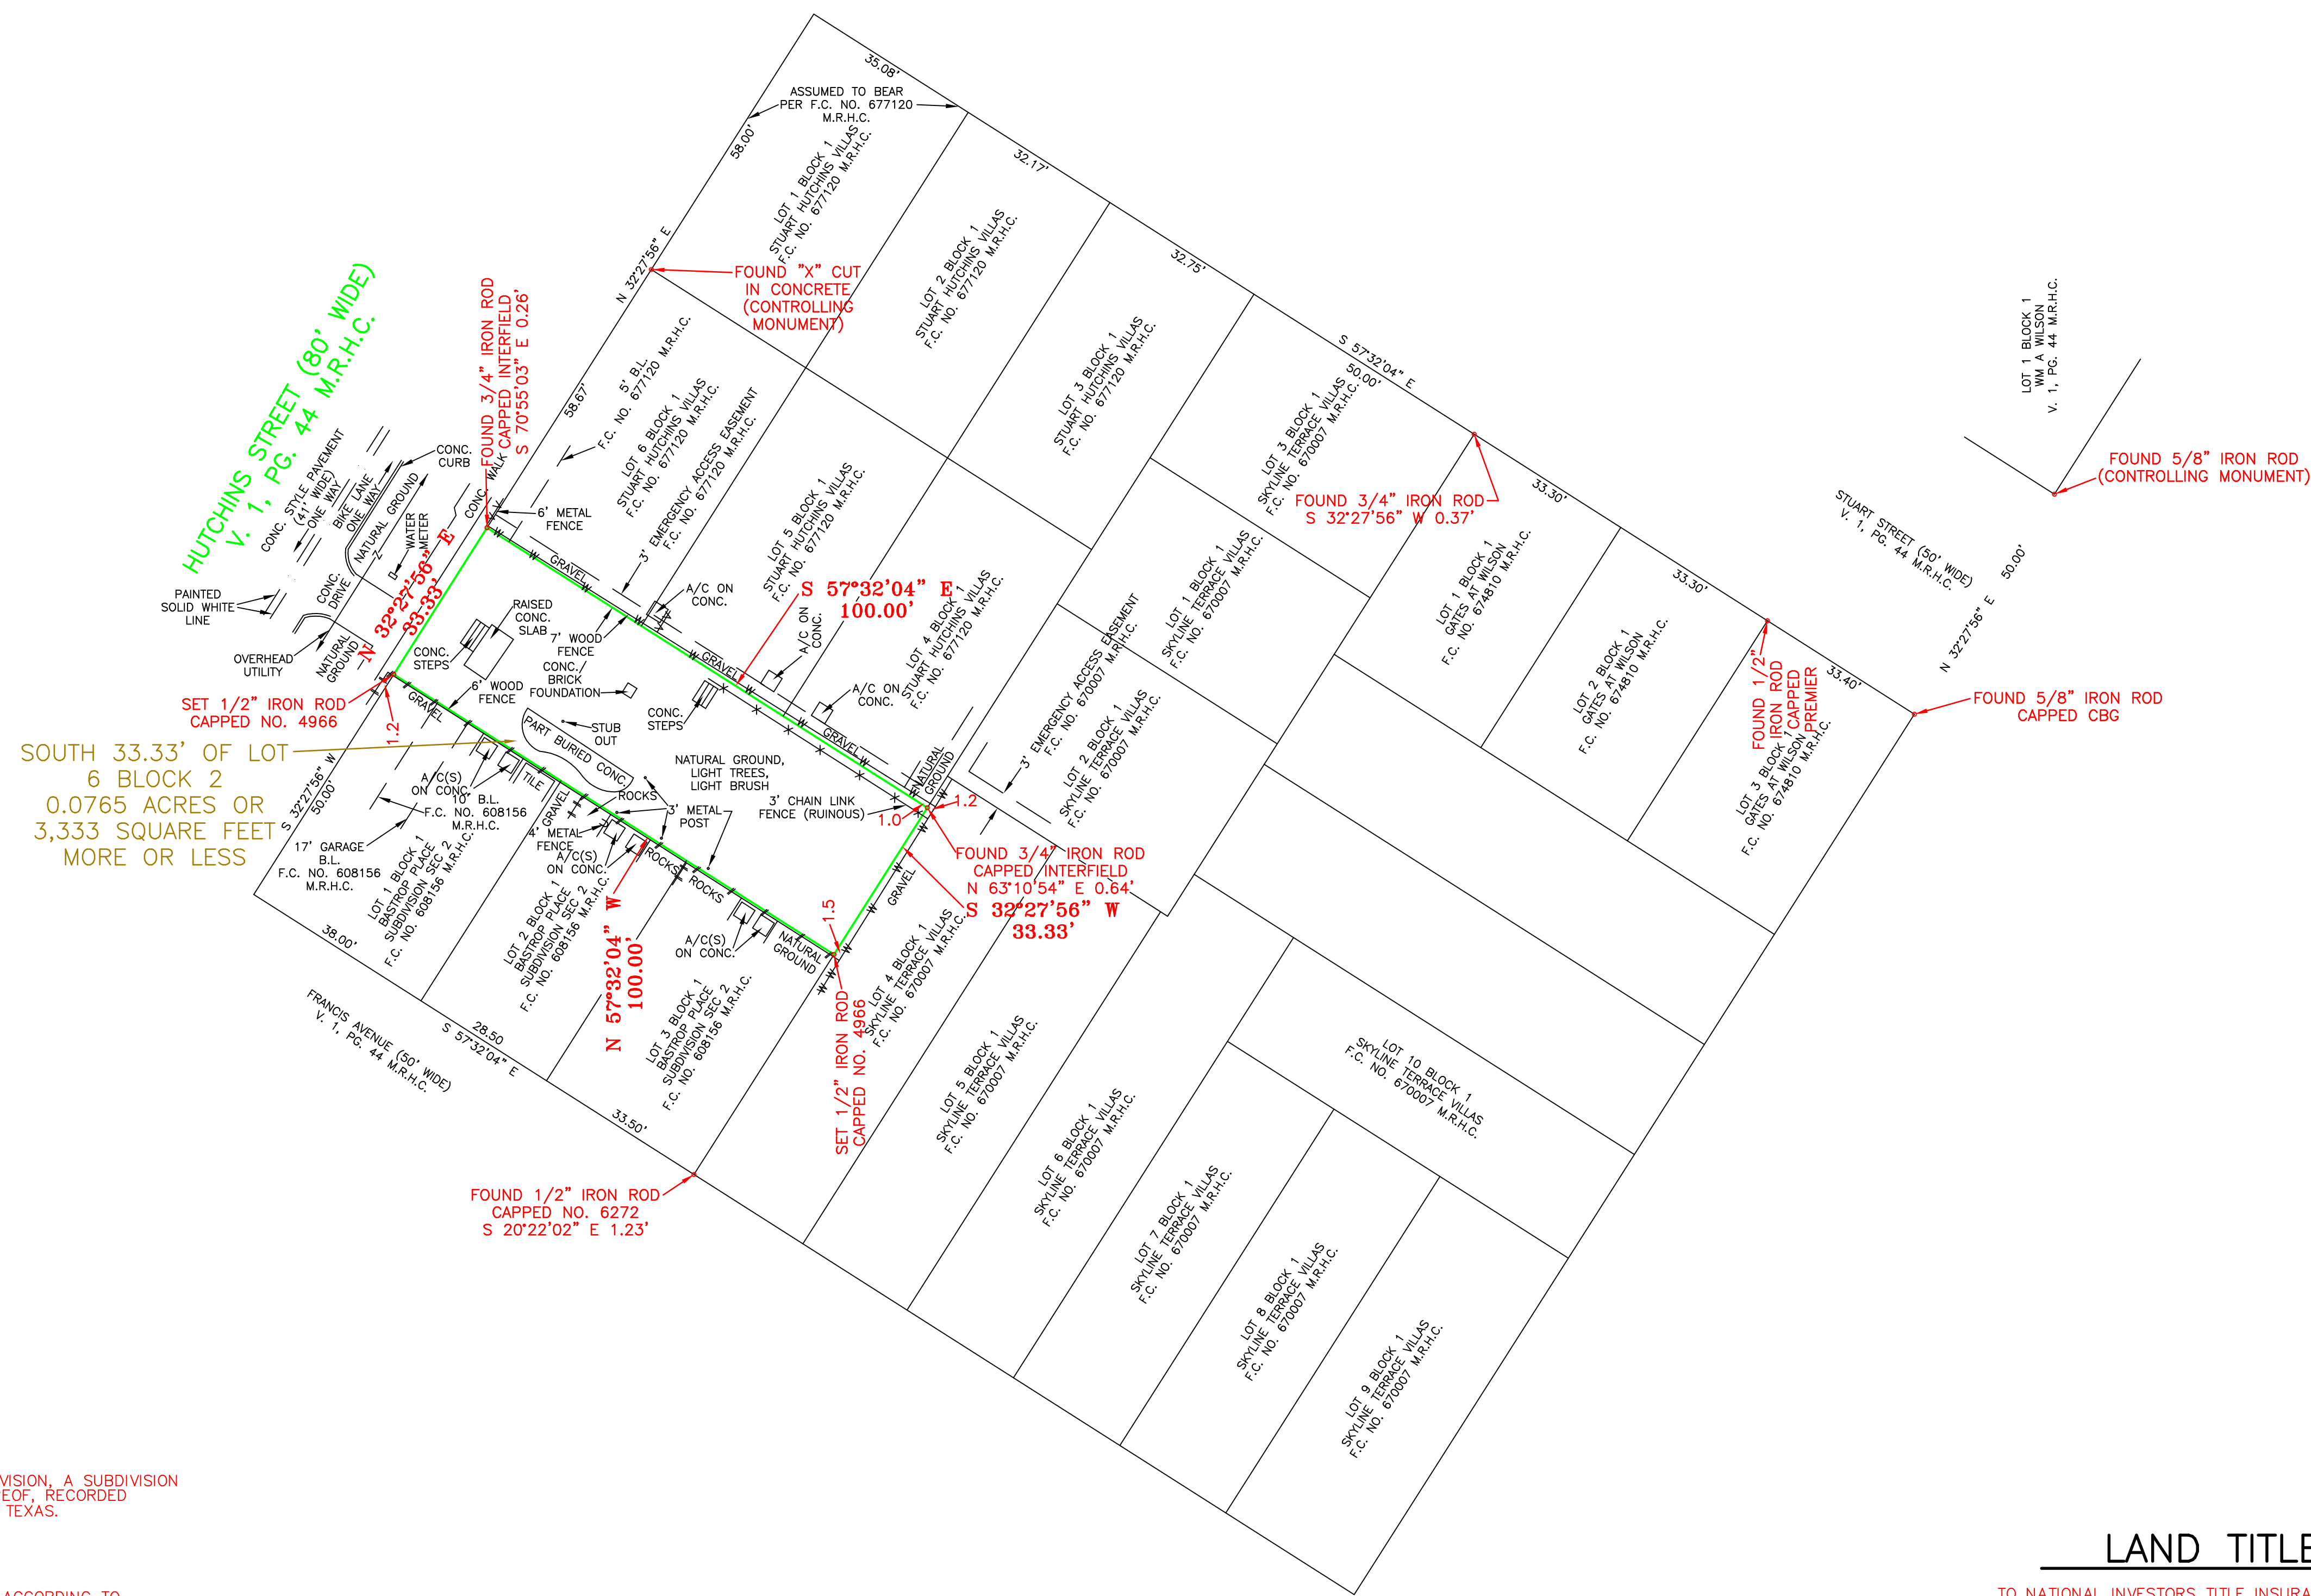 35.08'
ASSUMED TO BEAR
PER F.C. NO. 677120
M.R.H.C.
58.00'
LOT 1 BLOCK 1
STUART HUTCHINS VILLAS
F.C. NO. 677120 M.R.H.C.
32.17'
LOT 2 BLOCK 1
STUART HUTCHINS VILLAS
F.C. NO. 677120 M.R.H.C.
32.75'
LOT 3 BLOCK 1
STUART HUTCHINS VILLAS
F.C. NO. 677120 M.R.H.C.
N 32°27'56" E
FOUND "X" CUT
IN CONCRETE
(CONTROLLING
MONUMENT)
S 57°32'04" E
50.00'
LOT 3 BLOCK 1
SKYLINE TERRACE VILLAS
F.C. NO. 670007 M.R.H.C.
FOUND 3/4" IRON ROD
S 32°27'56" W 0.37'
33.30'
LOT 1 BLOCK 1
WM A WILSON
V. 1, PG. 44 M.R.H.C.
FOUND 5/8" IRON ROD
(CONTROLLING MONUMENT)
STUART STREET (50' WIDE)
V. 1, PG. 44 M.R.H.C.
N 32°27'56" E
50.00'
HUTCHINS STREET (80' WIDE)
V. 1, PG. 44 M.R.H.C.
FOUND 3/4" IRON ROD
CAPPED INTERFIELD
S 70°55'03" E 0.26'
58.67'
5' B.L.
F.C. NO. 677120 M.R.H.C.
LOT 6 BLOCK 1
STUART HUTCHINS VILLAS
F.C. NO. 677120 M.R.H.C.
3' EMERGENCY ACCESS EASEMENT
F.C. NO. 677120 M.R.H.C.
LOT 5 BLOCK 1
STUART HUTCHINS VILLAS
F.C. NO. 677120 M.R.H.C.
LOT 4 BLOCK 1
STUART HUTCHINS VILLAS
F.C. NO. 677120 M.R.H.C.
CONC. STYLE PAVEMENT
(41' WIDE)
ONE WAY
BIKE LANE
ONE WAY
CONC.
CURB
NATURAL GROUND
WATER
METER
CONC. WALK
6' METAL
FENCE
PAINTED
SOLID WHITE
LINE
CONC.
DRIVE
OVERHEAD
UTILITY
NATURAL
GROUND
N 32°27'56" E
33.33'
GRAVEL
RAISED
CONC.
SLAB
CONC.
STEPS
7' WOOD
FENCE
CONC./
BRICK
FOUNDATION
A/C ON
CONC.
S 57°32'04" E
100.00'
A/C ON
CONC.
GRAVEL
A/C ON
CONC.
GRAVEL
CONC.
STEPS
STUB
OUT
SET 1/2" IRON ROD
CAPPED NO. 4966
1.2
GRAVEL
6' WOOD
FENCE
PART BURIED CONC.
SOUTH 33.33' OF LOT
6 BLOCK 2
0.0765 ACRES OR
3,333 SQUARE FEET
MORE OR LESS
S 32°27'56" W
50.00'
A/C(S)
ON CONC.
TILE
10' B.L.
F.C. NO. 608156
M.R.H.C.
17' GARAGE
B.L.
F.C. NO. 608156
M.R.H.C.
NATURAL GROUND,
LIGHT TREES,
LIGHT BRUSH
ROCKS
3' METAL
POST
3' CHAIN LINK
FENCE (RUINOUS)
NATURAL
GROUND
1.0
1.2
GRAVEL
4' METAL
FENCE
A/C(S)
ON CONC.
ROCKS
ROCKS
FOUND 3/4" IRON ROD
CAPPED INTERFIELD
N 63°10'54" E 0.64'
S 32°27'56" W
33.33'
GRAVEL
1.5
A/C(S)
ON CONC.
NATURAL
GROUND
N 57°32'04" W
100.00'
SET 1/2" IRON ROD
CAPPED NO. 4966
LOT 1 BLOCK 1
BASTROP PLACE
SUBDIVISION SEC 2
F.C. NO. 608156 M.R.H.C.
LOT 2 BLOCK 1
BASTROP PLACE
SUBDIVISION SEC 2
F.C. NO. 608156 M.R.H.C.
LOT 3 BLOCK 1
BASTROP PLACE
SUBDIVISION SEC 2
F.C. NO. 608156 M.R.H.C.
38.00'
28.50
S 57°32'04" E
33.50'
FRANCIS AVENUE (50' WIDE)
V. 1, PG. 44 M.R.H.C.
FOUND 1/2" IRON ROD
CAPPED NO. 6272
S 20°22'02" E 1.23'
LOT 1 BLOCK 1
SKYLINE TERRACE VILLAS
F.C. NO. 670007 M.R.H.C.
3' EMERGENCY ACCESS EASEMENT
F.C. NO. 670007 M.R.H.C.
LOT 2 BLOCK 1
SKYLINE TERRACE VILLAS
F.C. NO. 670007 M.R.H.C.
LOT 1 BLOCK 1
GATES AT WILSON
F.C. NO. 674810 M.R.H.C.
33.30'
LOT 2 BLOCK 1
GATES AT WILSON
F.C. NO. 674810 M.R.H.C.
FOUND 1/2"
IRON ROD
CAPPED
PREMIER
33.40'
LOT 3 BLOCK 1
GATES AT WILSON
F.C. NO. 674810 M.R.H.C.
FOUND 5/8" IRON ROD
CAPPED CBG
LOT 4 BLOCK 1
SKYLINE TERRACE VILLAS
F.C. NO. 670007 M.R.H.C.
LOT 5 BLOCK 1
SKYLINE TERRACE VILLAS
F.C. NO. 670007 M.R.H.C.
LOT 6 BLOCK 1
SKYLINE TERRACE VILLAS
F.C. NO. 670007 M.R.H.C.
LOT 7 BLOCK 1
SKYLINE TERRACE VILLAS
F.C. NO. 670007 M.R.H.C.
LOT 8 BLOCK 1
SKYLINE TERRACE VILLAS
F.C. NO. 670007 M.R.H.C.
LOT 9 BLOCK 1
SKYLINE TERRACE VILLAS
F.C. NO. 670007 M.R.H.C.
LOT 10 BLOCK 1
SKYLINE TERRACE VILLAS
F.C. NO. 670007 M.R.H.C.
VISION, A SUBDIVISION
EOF, RECORDED
TEXAS.
ACCORDING TO
LAND TITLE
TO NATIONAL INVESTORS TITLE INSURA